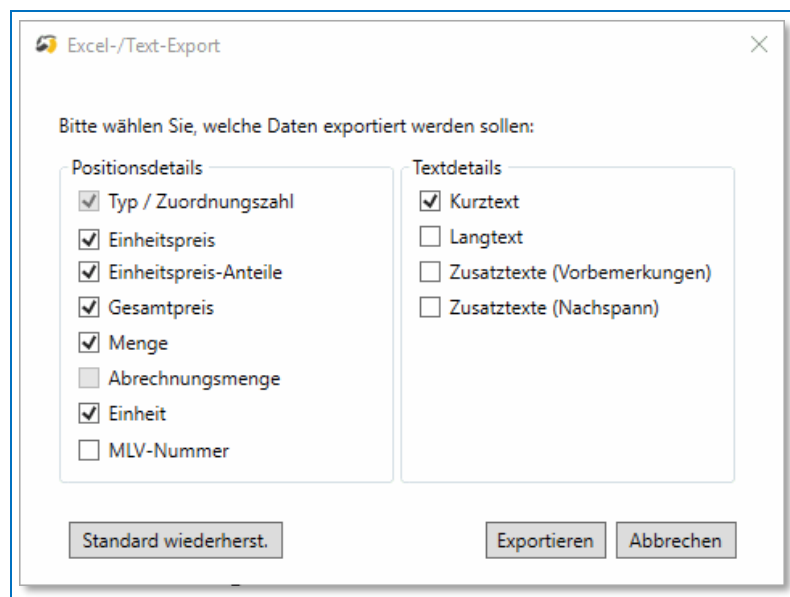 Excel-/Text-Export
Bitte wählen Sie, welche Daten exportiert werden sollen:
Positionsdetails
Typ / Zuordnungszahl
Einheitspreis
Einheitspreis-Anteile
Gesamtpreis
Menge
Abrechnungsmenge
Einheit
MLV-Nummer
Textdetails
Kurztext
Langtext
Zusatztexte (Vorbemerkungen)
Zusatztexte (Nachspann)
Standard wiederherst.
Exportieren
Abbrechen